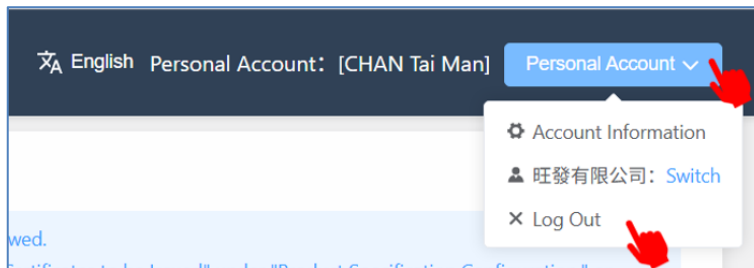 English Personal Account：[CHAN Tai Man] Personal Account
Account Information
旺發有限公司：Switch
Log Out
wed.